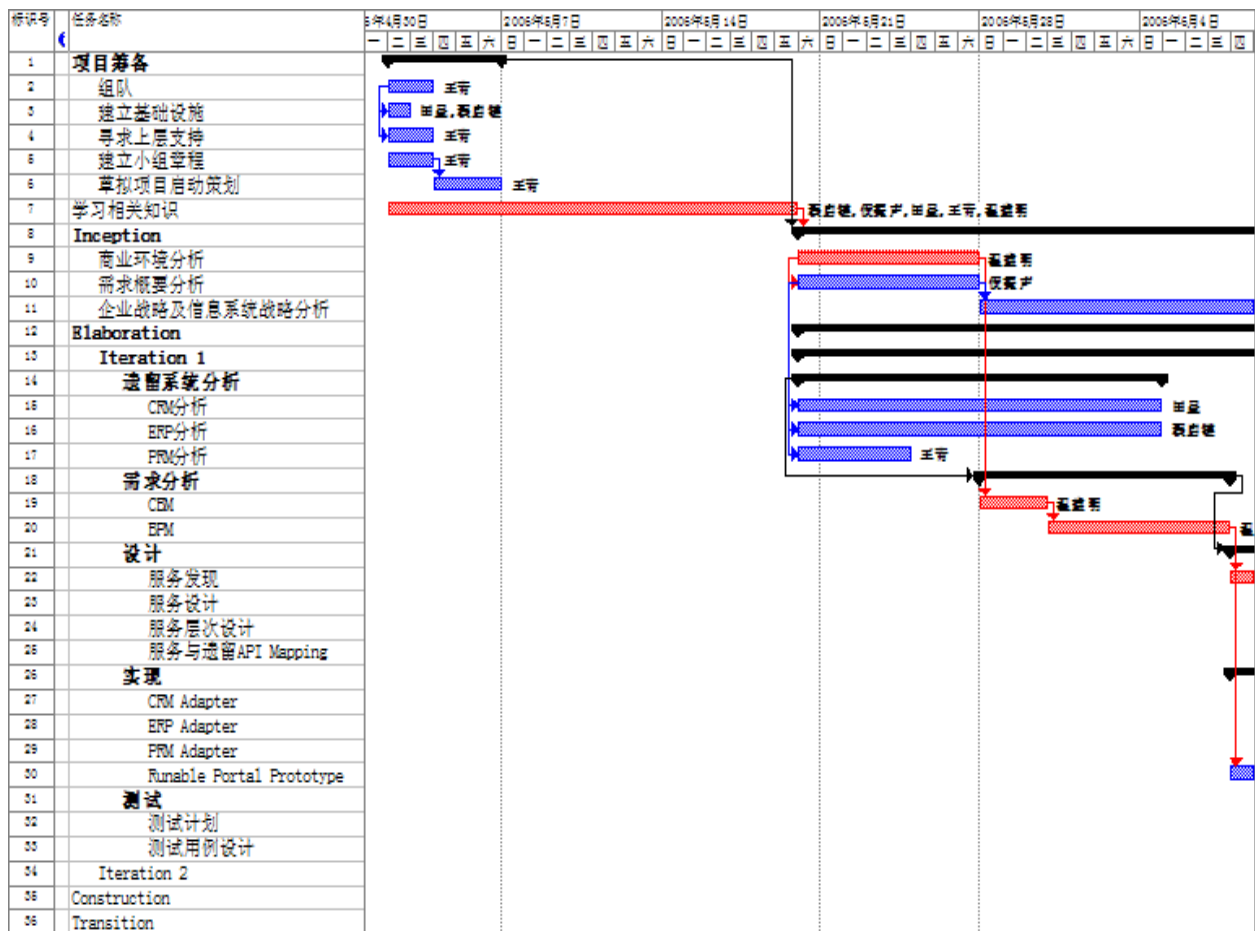 标识号 任务名称 5年4月30日 2006年5月7日 2006年5月14日 2006年5月21日 2006年5月28日 2006年6月4日
一 二 三 四 五 六 日 一 二 三 四 五 六 日 一 二 三 四 五 六 日 一 二 三 四 五 六 日 一 二 三 四 五 六 日 一 二 三 四
1 项目筹备
2 组队
3 建立基础设施
4 寻求上层支持
5 建立小组章程
6 草拟项目启动策划
7 学习相关知识
8 Inception
9 商业环境分析
10 需求概要分析
11 企业战略及信息系统战略分析
12 Elaboration
13 Iteration 1
14 遗留系统分析
15 CRM分析
16 ERP分析
17 PRM分析
18 需求分析
19 CBM
20 BPM
21 设计
22 服务发现
23 服务设计
24 服务层次设计
25 服务与遗留API Mapping
26 实现
27 CRM Adapter
28 ERP Adapter
29 PRM Adapter
30 Runable Portal Prototype
31 测试
32 测试计划
33 测试用例设计
34 Iteration 2
35 Construction
36 Transition